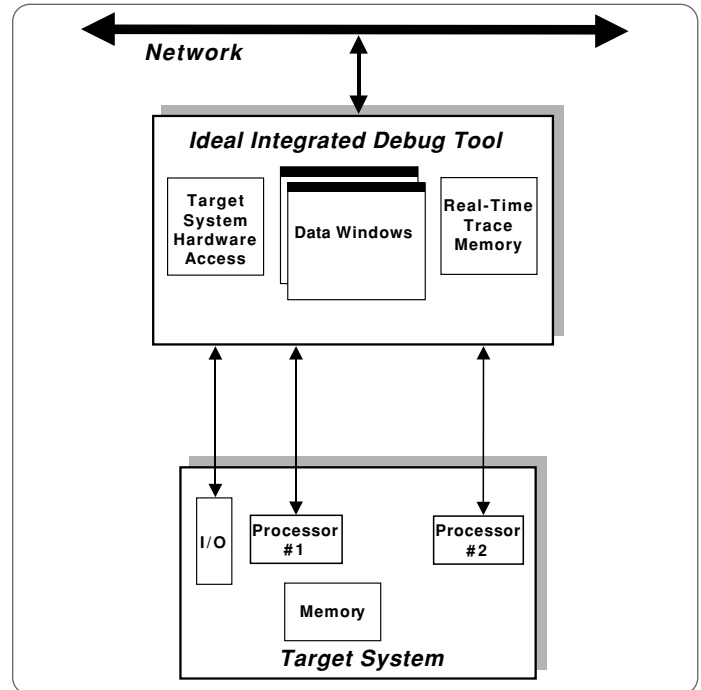 Network
Ideal Integrated Debug Tool
Target
System
Hardware
Access
Data Windows
Real-Time
Trace
Memory
I/O
Processor
#1
Processor
#2
Memory
Target System